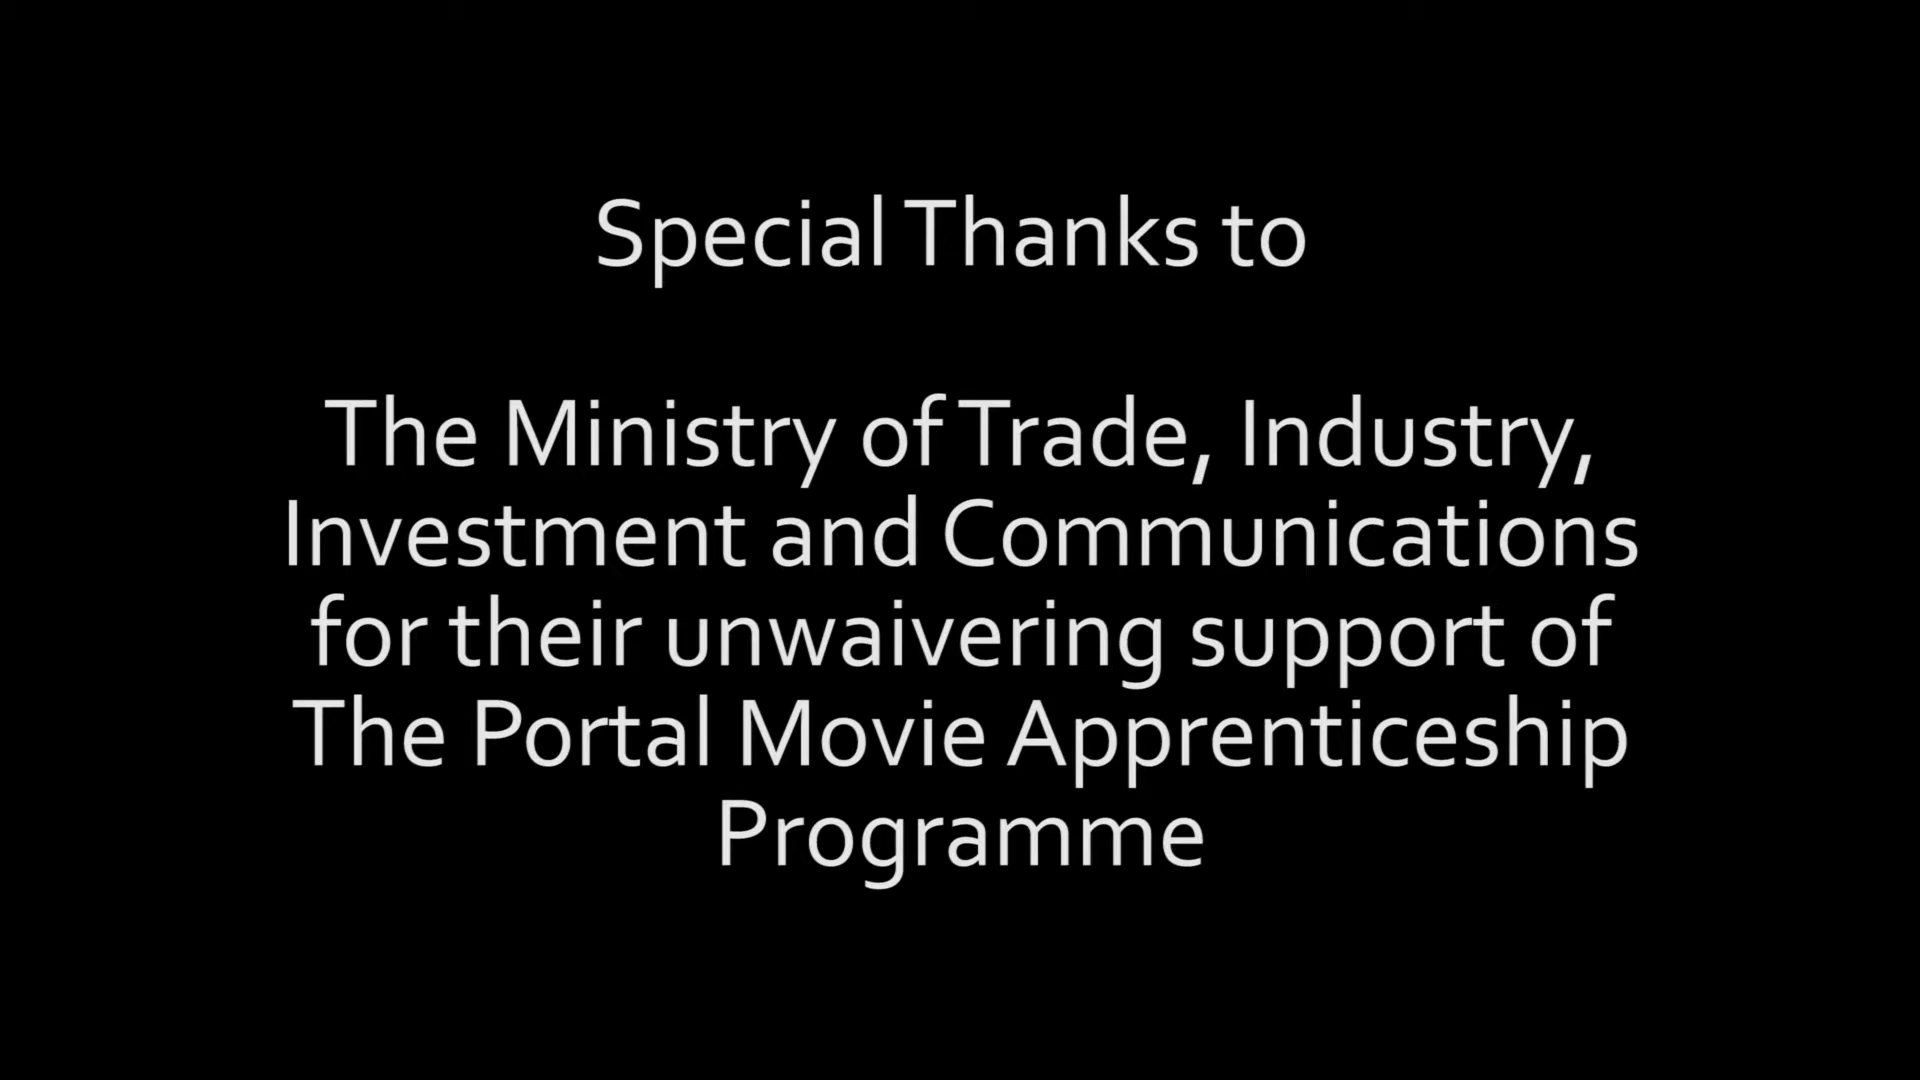 Special Thanks to
The Ministry of Trade, Industry,
Investment and Communications
for their unwaivering support of
The Portal Movie Apprenticeship
Programme